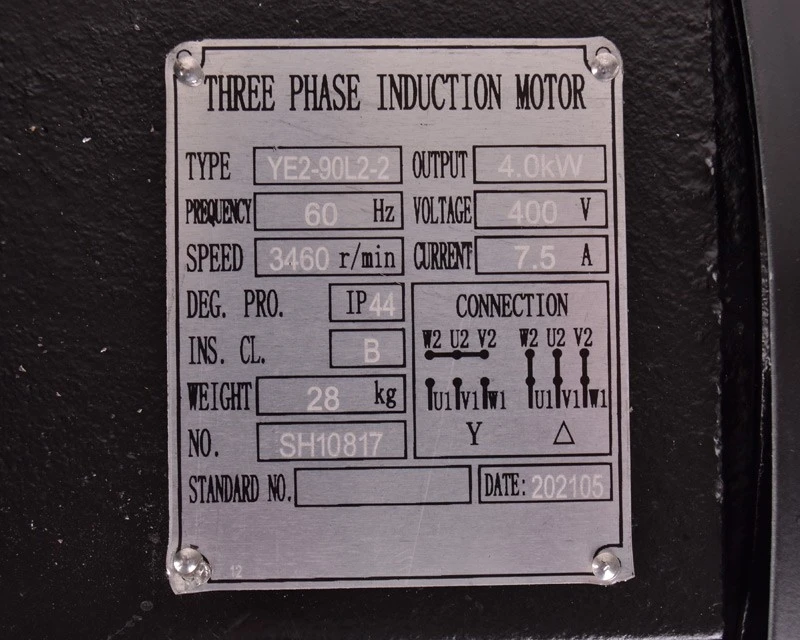 THREE PHASE INDUCTION MOTOR
TYPE YE2-90L2-2 OUTPUT 4.0kW
PREQUENCY 60 Hz VOLTAGE 400 V
SPEED 3460 r/min CURRENT 7.5 A
DEG. PRO. IP44
INS. CL. B
WEIGHT 28 kg
NO. SH10817
CONNECTION
W2 U2 V2 W2 U2 V2
U1 V1 W1 U1 V1 W1
Y △
STANDARD NO. DATE: 202105
12